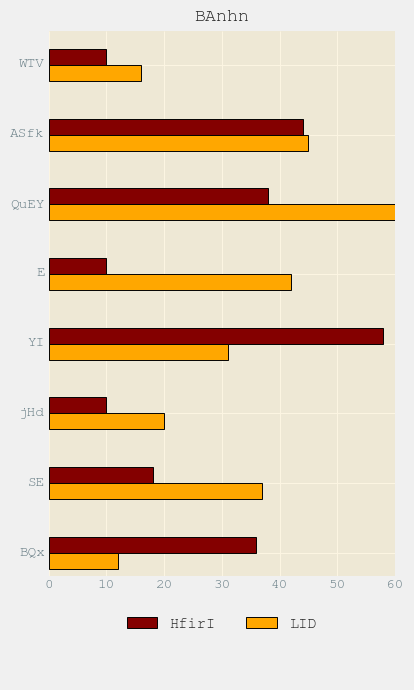 BAnhn
WTV
ASfk
QuEY
E
YI
jHd
SE
BQx
0 10 20 30 40 50 60
HfirI LID